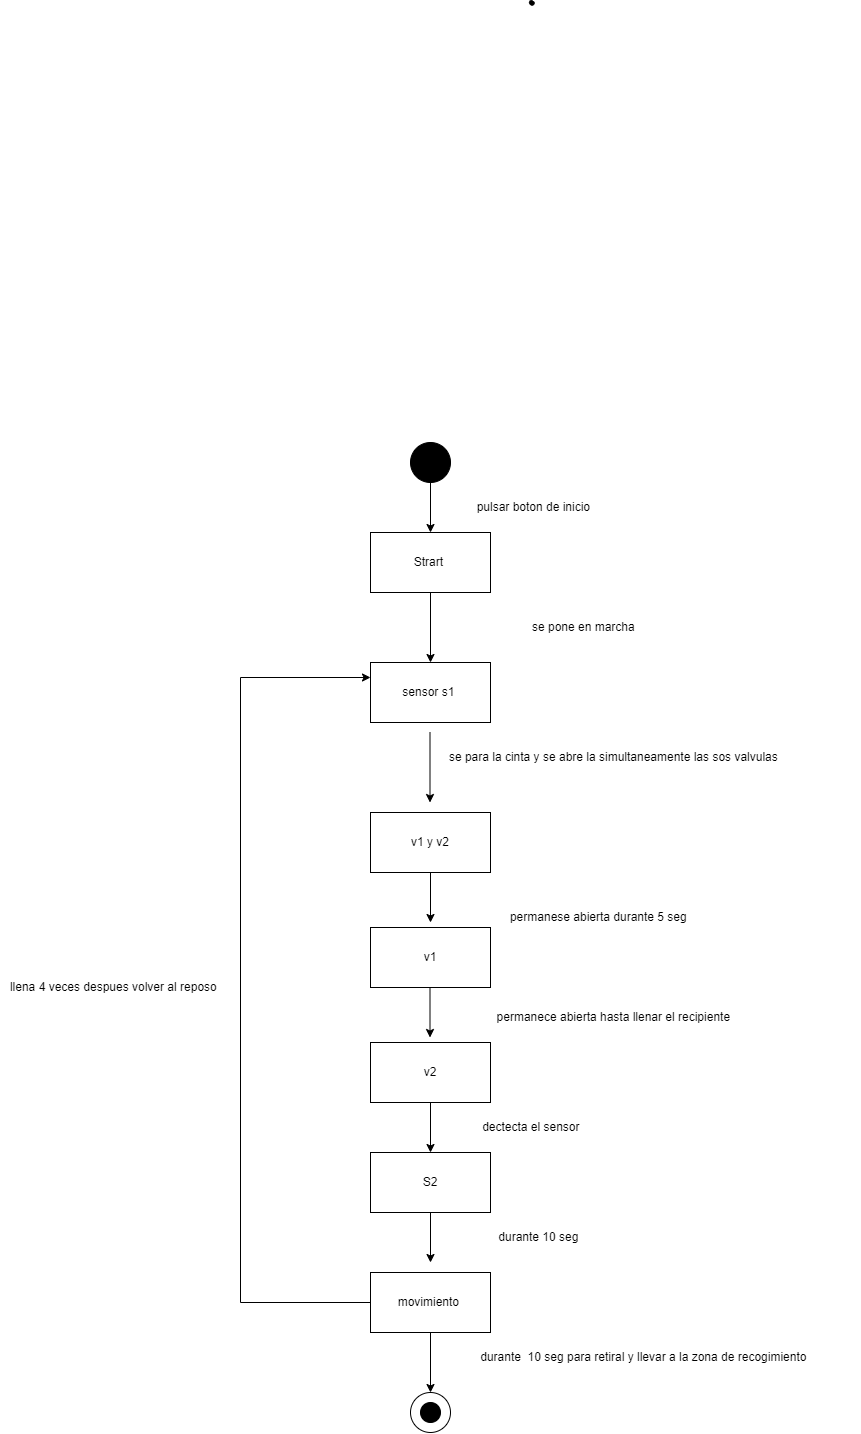 pulsar boton de inicio
Strart
se pone en marcha
sensor s1
se para la cinta y se abre la simultaneamente las sos valvulas
v1 y v2
permanese abierta durante 5 seg
v1
llena 4 veces despues volver al reposo
permanece abierta hasta llenar el recipiente
v2
dectecta el sensor
S2
durante 10 seg
movimiento
durante  10 seg para retiral y llevar a la zona de recogimiento